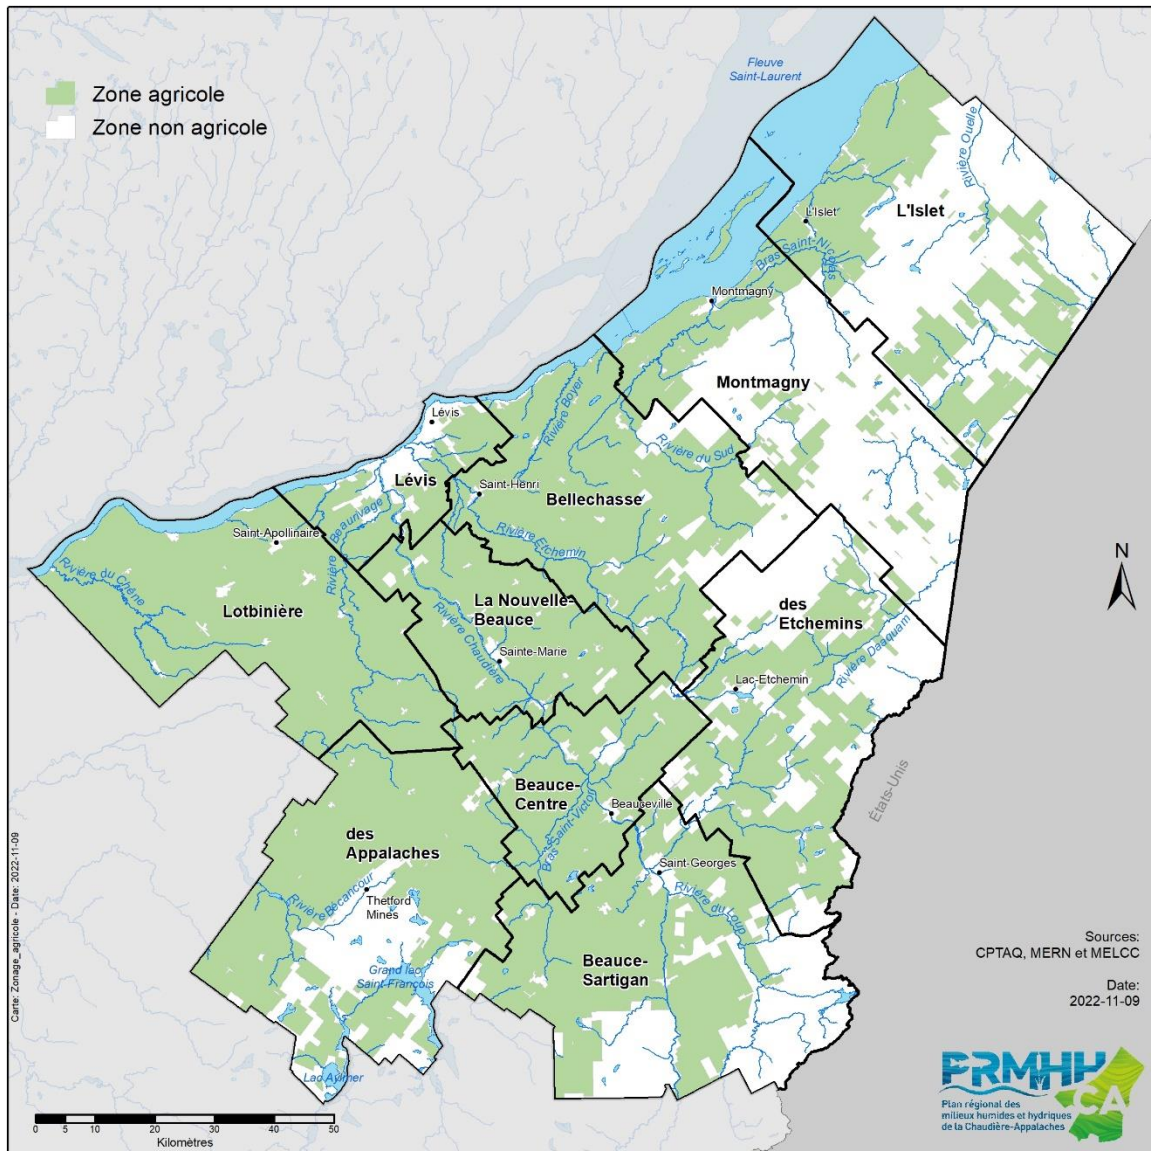 Zone agricole
Zone non agricole
Fleuve
Saint-Laurent
Rivière Ouelle
L'Islet
L'Islet
Bras Saint-Nicolas
Montmagny
Montmagny
Rivière Boyer
Lévis
Rivière du Sud
Lévis
Saint-Henri
Bellechasse
Rivière Beaurivage
Saint-Apollinaire
Rivière Etchemin
Rivière du Chêne
Lotbinière
La Nouvelle-
Beauce
des
Etchemins
Rivière Chaudière
Sainte-Marie
Rivière Daaquam
Lac-Etchemin
N
Beauce-
Centre
Beauceville
Bras Saint-Victor
États-Unis
des
Appalaches
Saint-Georges
Rivière Bécancour
Thetford
Mines
Rivière du Loup
Grand lac
Saint-François
Beauce-
Sartigan
Lac Aylmer
Sources:
CPTAQ, MERN et MELCC
Date:
2022-11-09
Carte: Zonage_agricole - Date: 2022-11-09
0 5 10 20 30 40 50
Kilomètres
PRMHH
CA
Plan régional des
milieux humides et hydriques
de la Chaudière-Appalaches